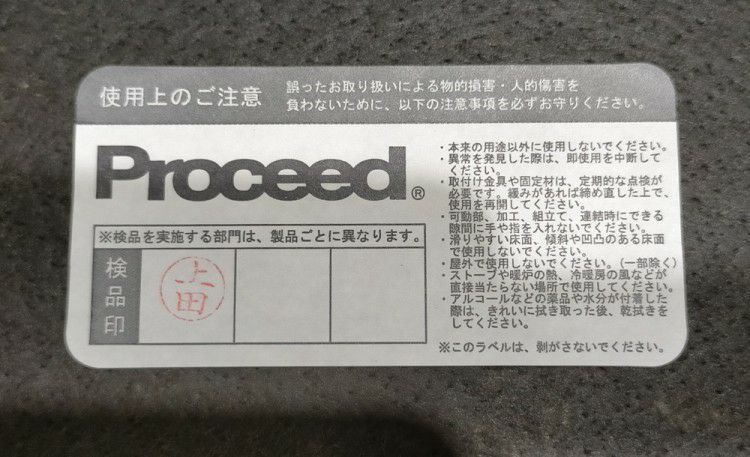 使用上のご注意
誤ったお取り扱いによる物的損害・人的傷害を
負わないために、以下の注意事項を必ずお守りください。
Proceed®
※検品を実施する部門は、製品ごとに異なります。
検品印
上田
・本来の用途以外に使用しないでください。
・異常を発見した際は、即使用を中断して
ください。
・取付け金具や固定材は、定期的な点検が
必要です。緩みがあれば締め直した上で、
使用を再開してください。
・可動部、加工、組立て、連結時にできる
隙間に手や指を入れないでください。
・滑りやすい床面、傾斜や凹凸のある床面
で使用しないでください。
・屋外で使用しないでください。(一部除く)
・ストーブや暖炉の熱、冷暖房の風などが
直接当たらない場所で使用してください。
・アルコールなどの薬品や水分が付着した
際は、きれいに拭き取った後、乾拭きを
してください。
※このラベルは、剥がさないでください。